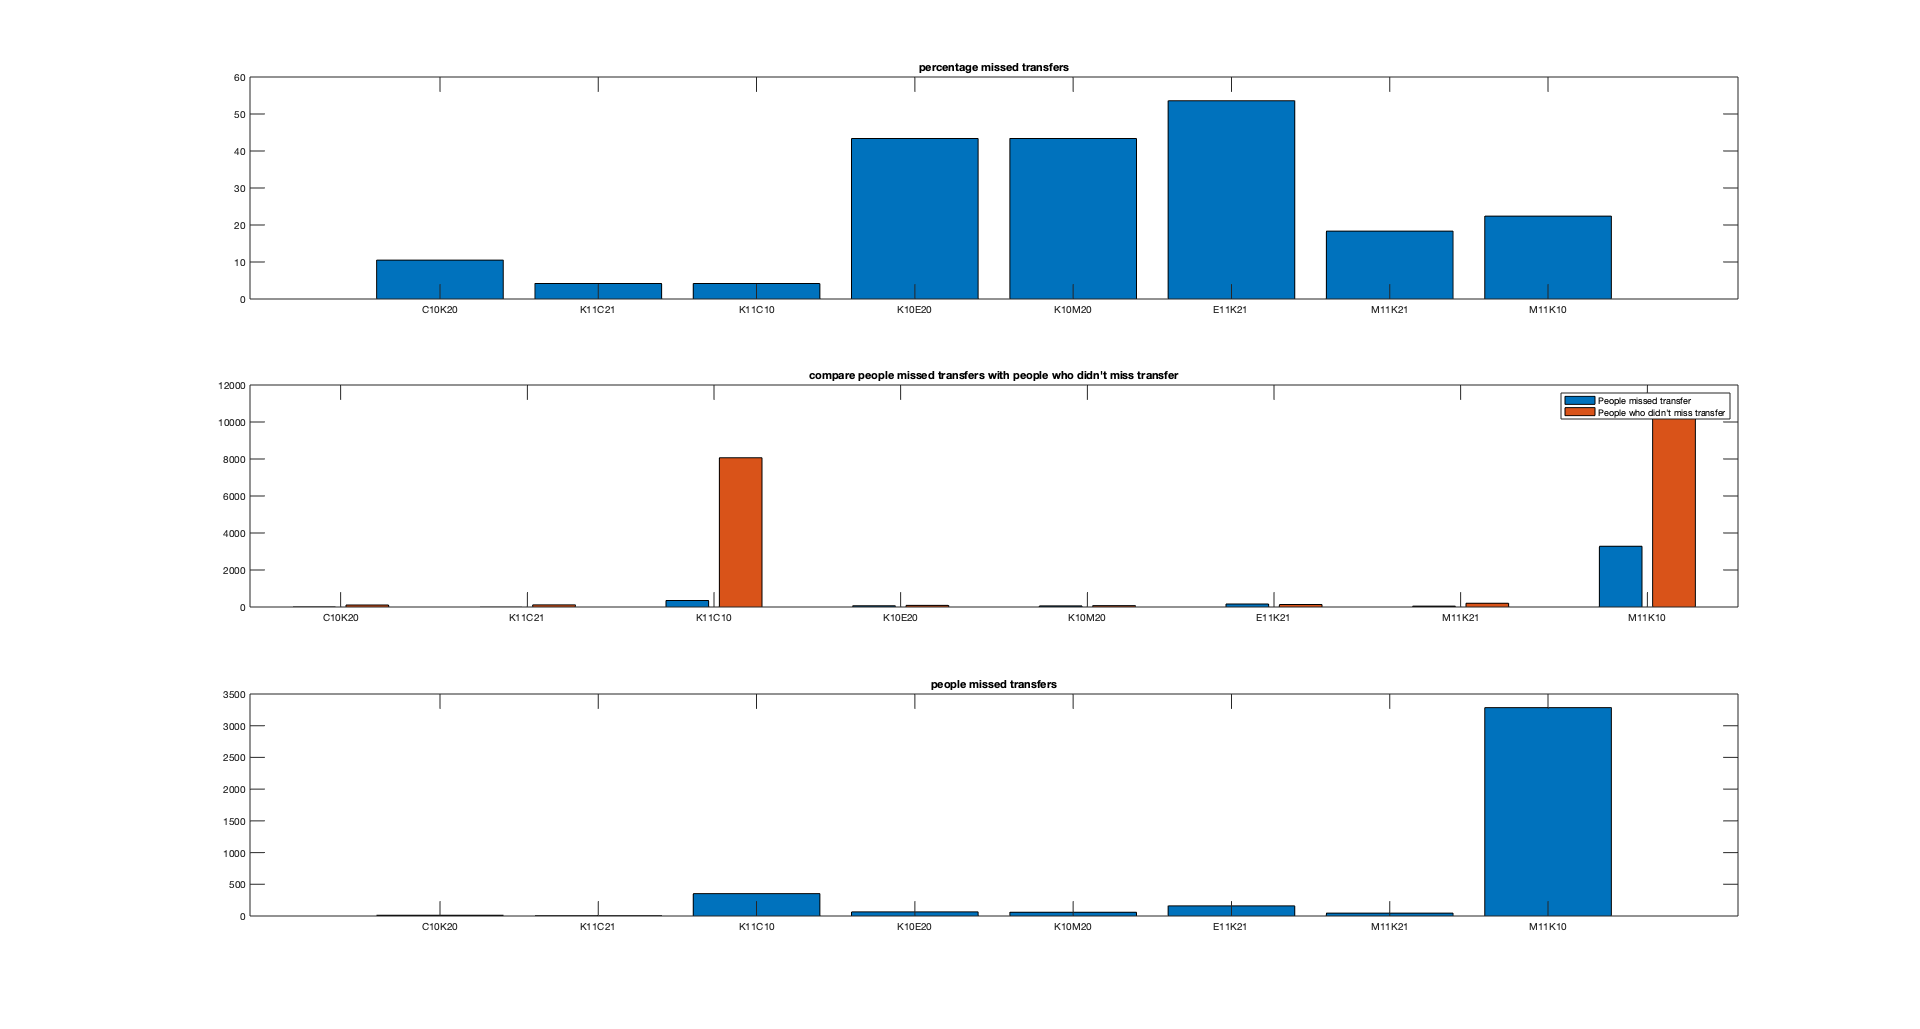 percentage missed transfers
60
50
40
30
20
10
0
C10K20 K11C21 K11C10 K10E20 K10M20 E11K21 M11K21 M11K10
compare people missed transfers with people who didn't miss transfer
12000
10000
8000
6000
4000
2000
0
People missed transfer
People who didn't miss transfer
C10K20 K11C21 K11C10 K10E20 K10M20 E11K21 M11K21 M11K10
people missed transfers
3500
3000
2500
2000
1500
1000
500
0
C10K20 K11C21 K11C10 K10E20 K10M20 E11K21 M11K21 M11K10